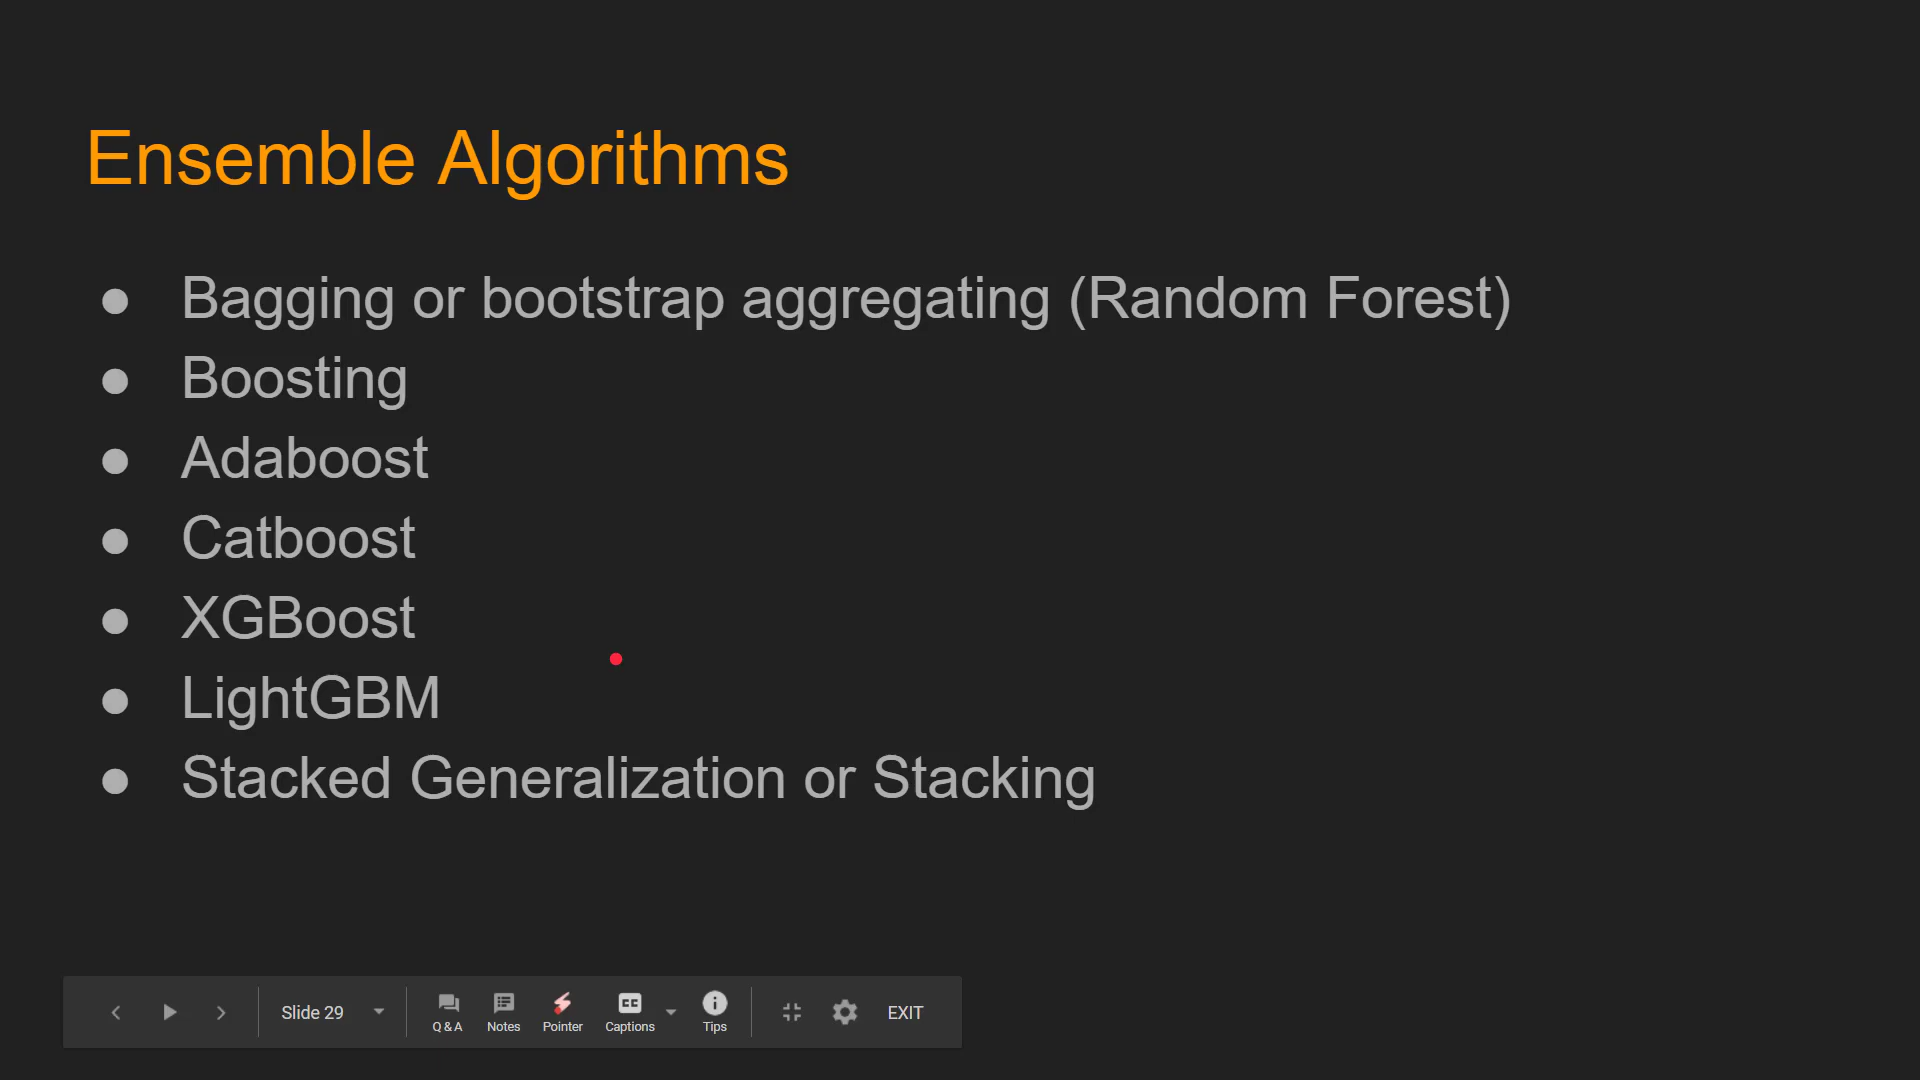 Ensemble Algorithms
● Bagging or bootstrap aggregating (Random Forest)
● Boosting
● Adaboost
● Catboost
● XGBoost
● LightGBM
● Stacked Generalization or Stacking
Slide 29 Q & A Notes Pointer Captions Tips EXIT